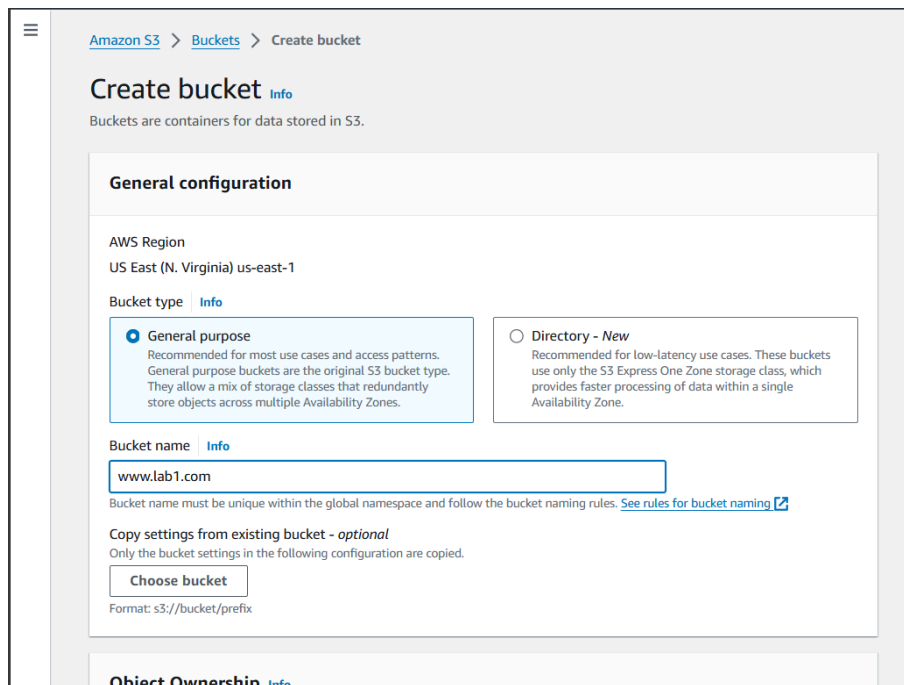 Amazon S3 > Buckets > Create bucket
Create bucket Info
Buckets are containers for data stored in S3.
General configuration
AWS Region
US East (N. Virginia) us-east-1
Bucket type Info
General purpose
Recommended for most use cases and access patterns.
General purpose buckets are the original S3 bucket type.
They allow a mix of storage classes that redundantly
store objects across multiple Availability Zones.
Directory - New
Recommended for low-latency use cases. These buckets
use only the S3 Express One Zone storage class, which
provides faster processing of data within a single
Availability Zone.
Bucket name Info
www.lab1.com
Bucket name must be unique within the global namespace and follow the bucket naming rules. See rules for bucket naming
Copy settings from existing bucket - optional
Only the bucket settings in the following configuration are copied.
Choose bucket
Format: s3://bucket/prefix
Object Ownership Info